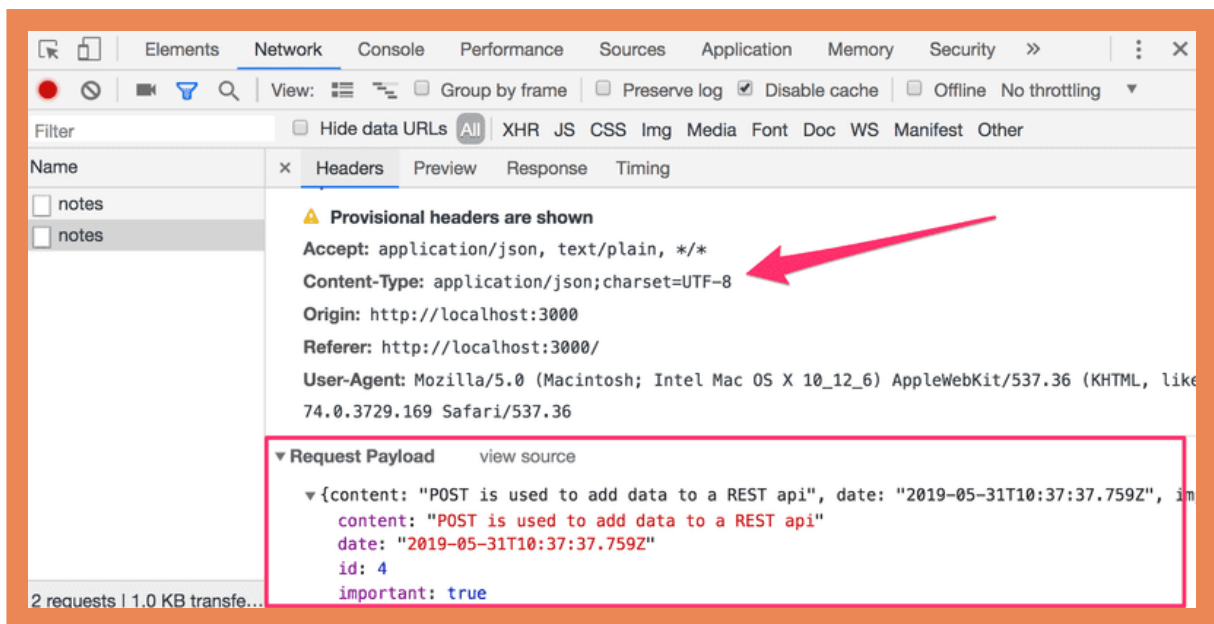 Elements Network Console Performance Sources Application Memory Security »
View: Group by frame Preserve log Disable cache Offline No throttling
Filter Hide data URLs All XHR JS CSS Img Media Font Doc WS Manifest Other
Name × Headers Preview Response Timing
notes
notes
Provisional headers are shown
Accept: application/json, text/plain, */*
Content-Type: application/json;charset=UTF-8
Origin: http://localhost:3000
Referer: http://localhost:3000/
User-Agent: Mozilla/5.0 (Macintosh; Intel Mac OS X 10_12_6) AppleWebKit/537.36 (KHTML, like
74.0.3729.169 Safari/537.36
Request Payload view source
{content: "POST is used to add data to a REST api", date: "2019-05-31T10:37:37.759Z", im
content: "POST is used to add data to a REST api"
date: "2019-05-31T10:37:37.759Z"
id: 4
important: true
2 requests | 1.0 KB transfe...